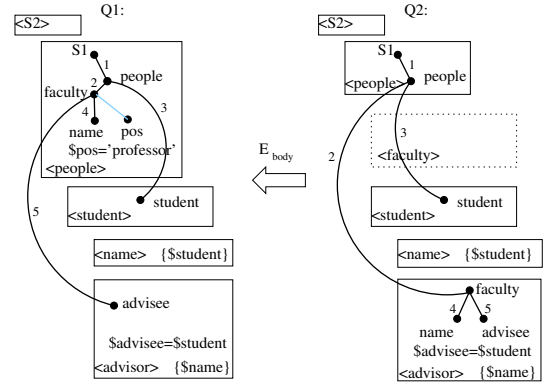 Q1:
<S2>
S1
1
people
2
faculty
4
3
name
pos
$pos='professor'
<people>
student
<student>
5
<name> {$student}
advisee
$advisee=$student
<advisor> {$name}
E body
Q2:
<S2>
S1
1
<people>
people
3
2
<faculty>
student
<student>
<name> {$student}
faculty
4
5
name
advisee
$advisee=$student
<advisor> {$name}